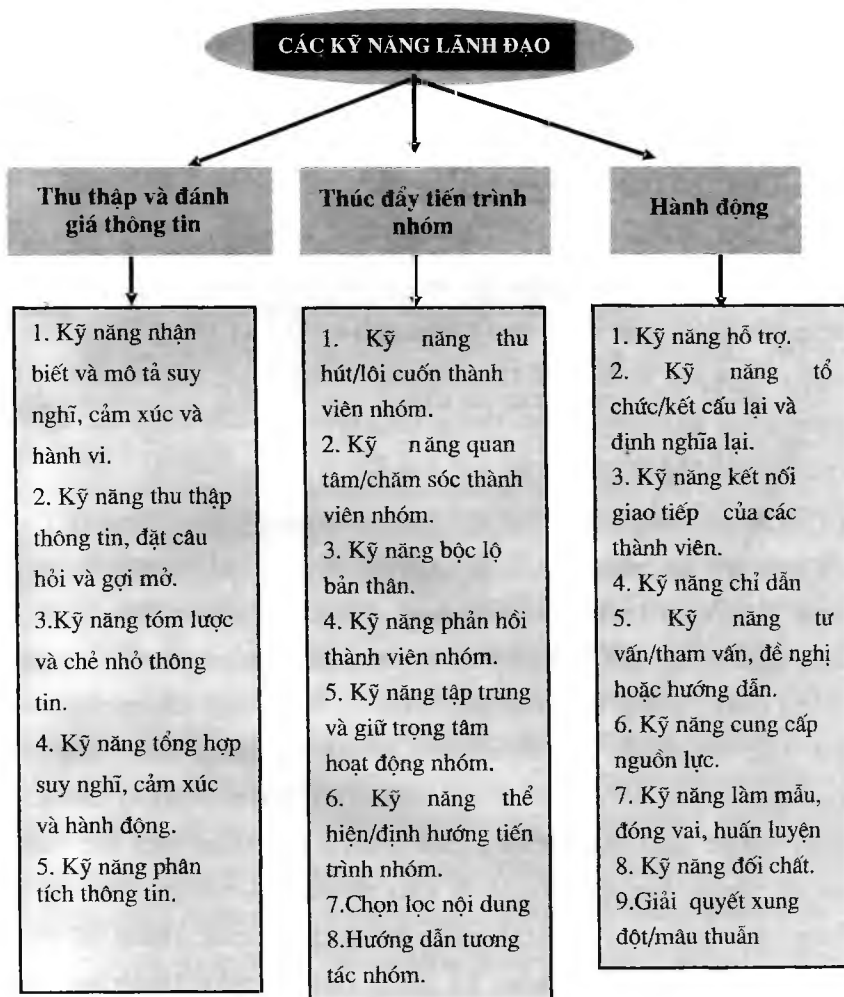 CÁC KỸ NĂNG LÃNH ĐẠO
Thu thập và đánh
giá thông tin
Thúc đẩy tiến trình
nhóm
Hành động
1. Kỹ năng nhận
biết và mô tả suy
nghĩ, cảm xúc và
hành vi.
2. Kỹ năng thu thập
thông tin, đặt câu
hỏi và gợi mở.
3.Kỹ năng tóm lược
và chẻ nhỏ thông
tin.
4. Kỹ năng tổng hợp
suy nghĩ, cảm xúc
và hành động.
5. Kỹ năng phân
tích thông tin.
1. Kỹ năng thu
hút/lôi cuốn thành
viên nhóm.
2. Kỹ năng quan
tâm/chăm sóc thành
viên nhóm.
3. Kỹ năng bộc lộ
bản thân.
4. Kỹ năng phản hồi
thành viên nhóm.
5. Kỹ năng tập trung
và giữ trọng tâm
hoạt động nhóm.
6. Kỹ năng thể
hiện/định hướng tiến
trình nhóm.
7.Chọn lọc nội dung
8.Hướng dẫn tương
tác nhóm.
1. Kỹ năng hỗ trợ.
2. Kỹ năng tổ
chức/kết cấu lại và
định nghĩa lại.
3. Kỹ năng kết nối
giao tiếp của các
thành viên.
4. Kỹ năng chỉ dẫn
5. Kỹ năng tư
vấn/tham vấn, đề nghị
hoặc hướng dẫn.
6. Kỹ năng cung cấp
nguồn lực.
7. Kỹ năng làm mẫu,
đóng vai, huấn luyện
8. Kỹ năng đối chất.
9.Giải quyết xung
đột/mâu thuẫn